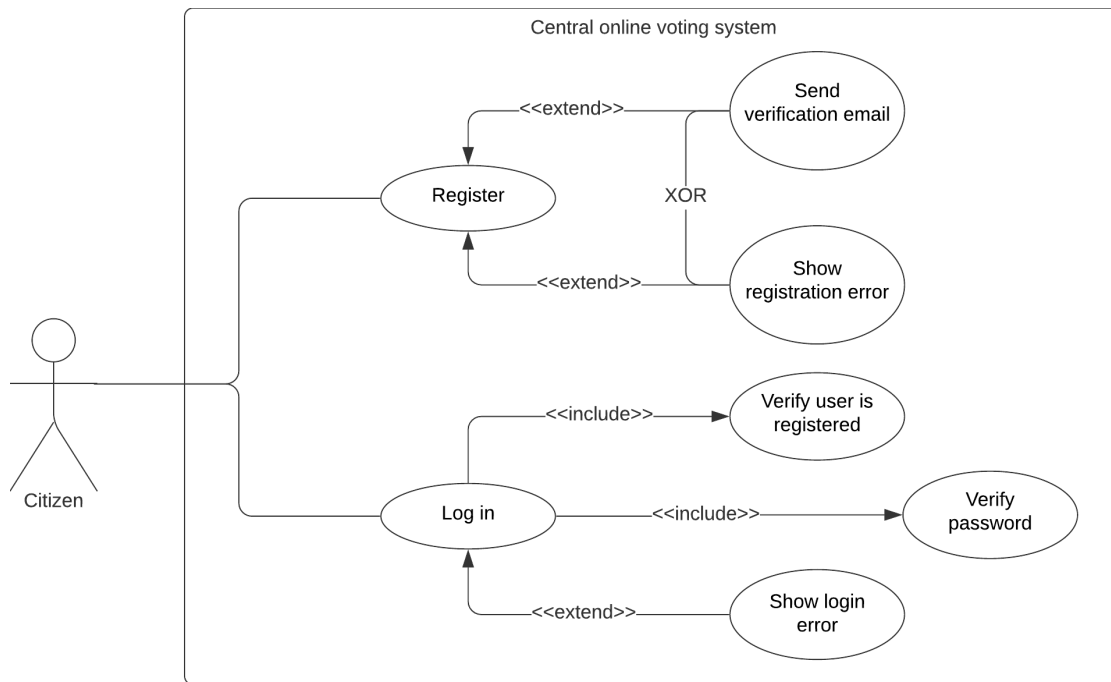 Central online voting system
Send
verification email
<<extend>>
Register
XOR
Show
registration error
<<extend>>
Citizen
Verify user is
registered
<<include>>
Log in
<<include>>
Verify
password
Show login
error
<<extend>>